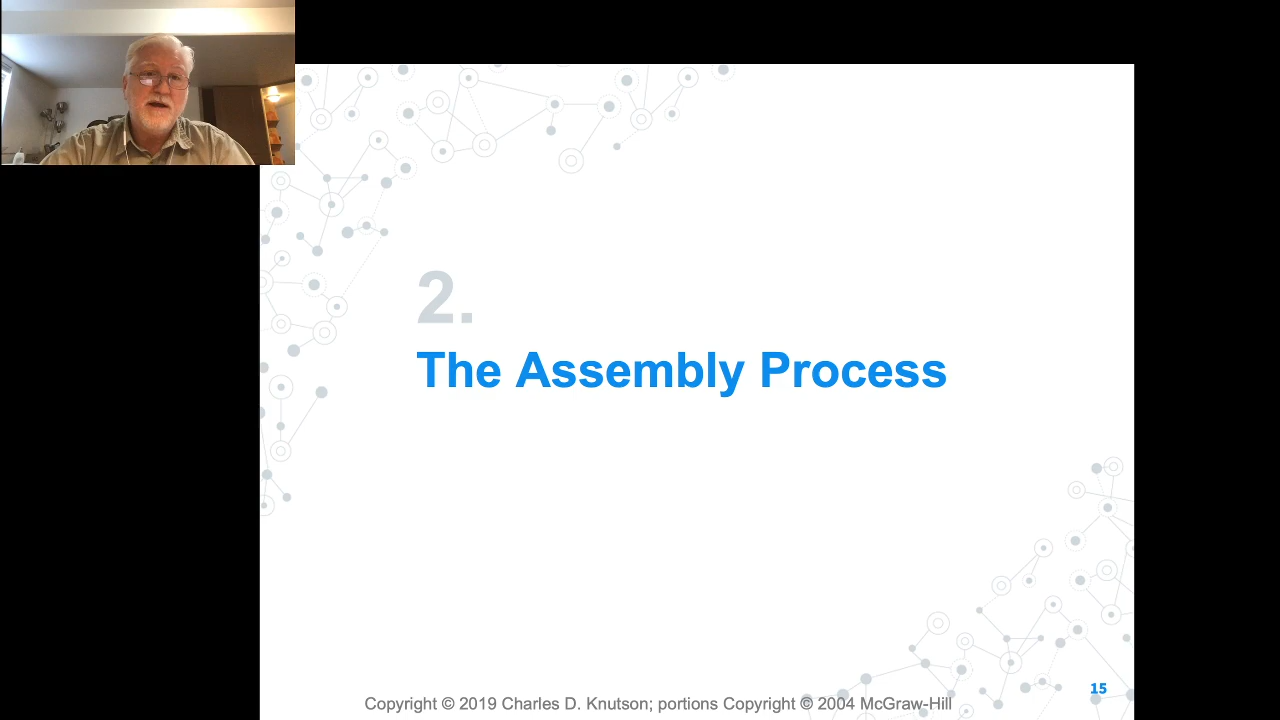 2.
The Assembly Process
15
Copyright © 2019 Charles D. Knutson; portions Copyright © 2004 McGraw-Hill